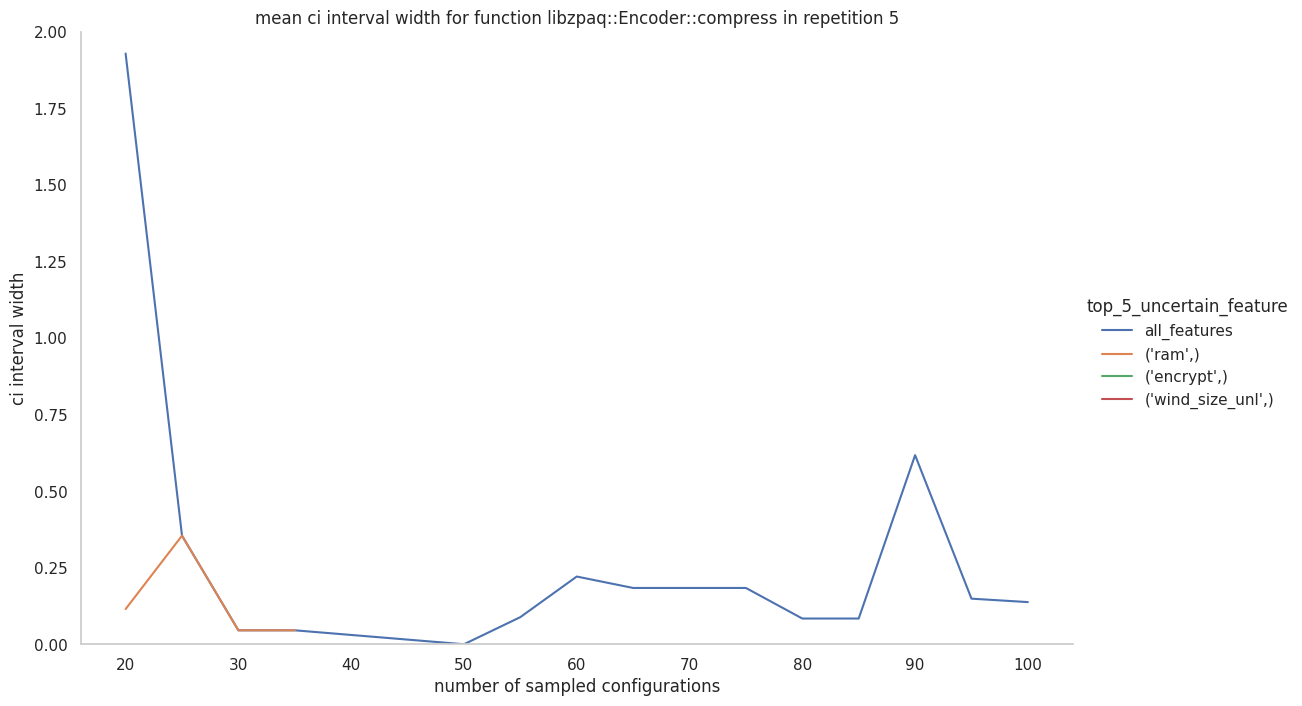 mean ci interval width for function libzpaq::Encoder::compress in repetition 5
2.00
1.75
1.50
1.25
1.00
0.75
0.50
0.25
0.00
ci interval width
20 30 40 50 60 70 80 90 100
number of sampled configurations
top_5_uncertain_feature
all_features
('ram',)
('encrypt',)
('wind_size_unl',)